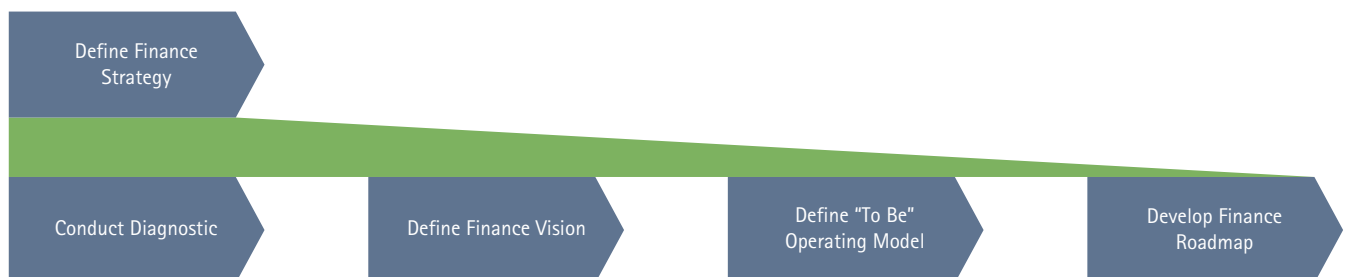 Define Finance
Strategy
Conduct Diagnostic
Define Finance Vision
Define “To Be”
Operating Model
Develop Finance
Roadmap